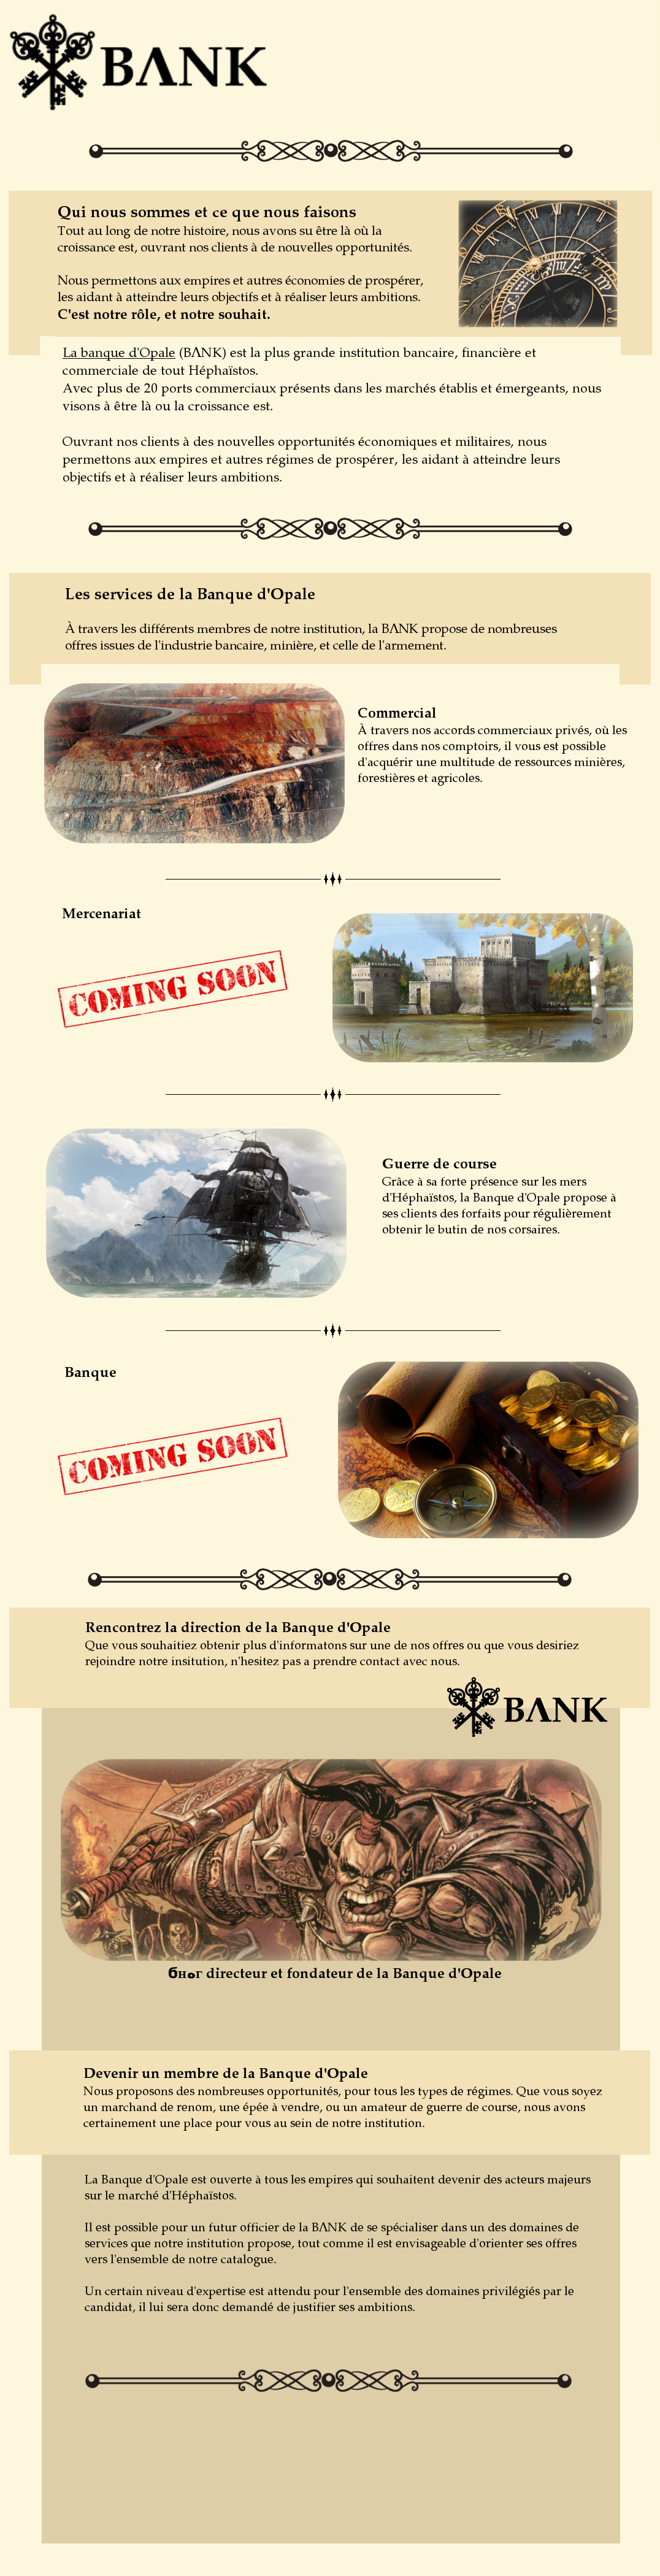 BΛNK
Qui nous sommes et ce que nous faisons
Tout au long de notre histoire, nous avons su être là où la
croissance est, ouvrant nos clients à de nouvelles opportunités.
Nous permettons aux empires et autres économies de prospérer,
les aidant à atteindre leurs objectifs et à réaliser leurs ambitions.
C'est notre rôle, et notre souhait.
La banque d'Opale (BΛNK) est la plus grande institution bancaire, financière et
commerciale de tout Héphaïstos.
Avec plus de 20 ports commerciaux présents dans les marchés établis et émergeants, nous
visons à être là ou la croissance est.
Ouvrant nos clients à des nouvelles opportunités économiques et militaires, nous
permettons aux empires et autres régimes de prospérer, les aidant à atteindre leurs
objectifs et à réaliser leurs ambitions.
Les services de la Banque d'Opale
À travers les différents membres de notre institution, la BΛNK propose de nombreuses
offres issues de l'industrie bancaire, minière, et celle de l'armement.
Commercial
À travers nos accords commerciaux privés, où les
offres dans nos comptoirs, il vous est possible
d'acquérir une multitude de ressources minières,
forestières et agricoles.
Mercenariat
COMING SOON
Guerre de course
Grâce à sa forte présence sur les mers
d'Héphaïstos, la Banque d'Opale propose à
ses clients des forfaits pour régulièrement
obtenir le butin de nos corsaires.
Banque
COMING SOON
Rencontrez la direction de la Banque d'Opale
Que vous souhaitiez obtenir plus d'informatons sur une de nos offres ou que vous desiriez
rejoindre notre insitution, n'hesitez pas a prendre contact avec nous.
BΛNK
directeur et fondateur de la Banque d'Opale
Devenir un membre de la Banque d'Opale
Nous proposons des nombreuses opportunités, pour tous les types de régimes. Que vous soyez
un marchand de renom, une épée à vendre, ou un amateur de guerre de course, nous avons
certainement une place pour vous au sein de notre institution.
La Banque d'Opale est ouverte à tous les empires qui souhaitent devenir des acteurs majeurs
sur le marché d'Héphaïstos.
Il est possible pour un futur officier de la BΛNK de se spécialiser dans un des domaines de
services que notre institution propose, tout comme il est envisageable d'orienter ses offres
vers l'ensemble de notre catalogue.
Un certain niveau d'expertise est attendu pour l'ensemble des domaines privilégiés par le
candidat, il lui sera donc demandé de justifier ses ambitions.